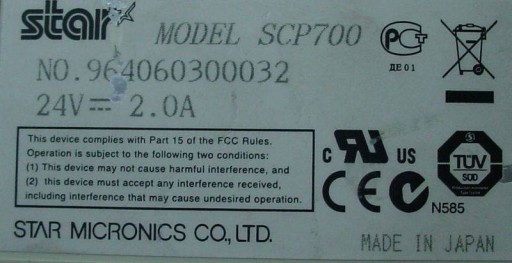 star
MODEL SCP700
NO.964060300032
24V⎓ 2.0A
ДЕ01
This device complies with Part 15 of the FCC Rules.
Operation is subject to the following two conditions:
(1) This device may not cause harmful interference, and
(2) this device must accept any interference received,
including interference that may cause undesired operation.
C US
TÜV
SÜD
CE
N585
STAR MICRONICS CO., LTD.
MADE IN JAPAN